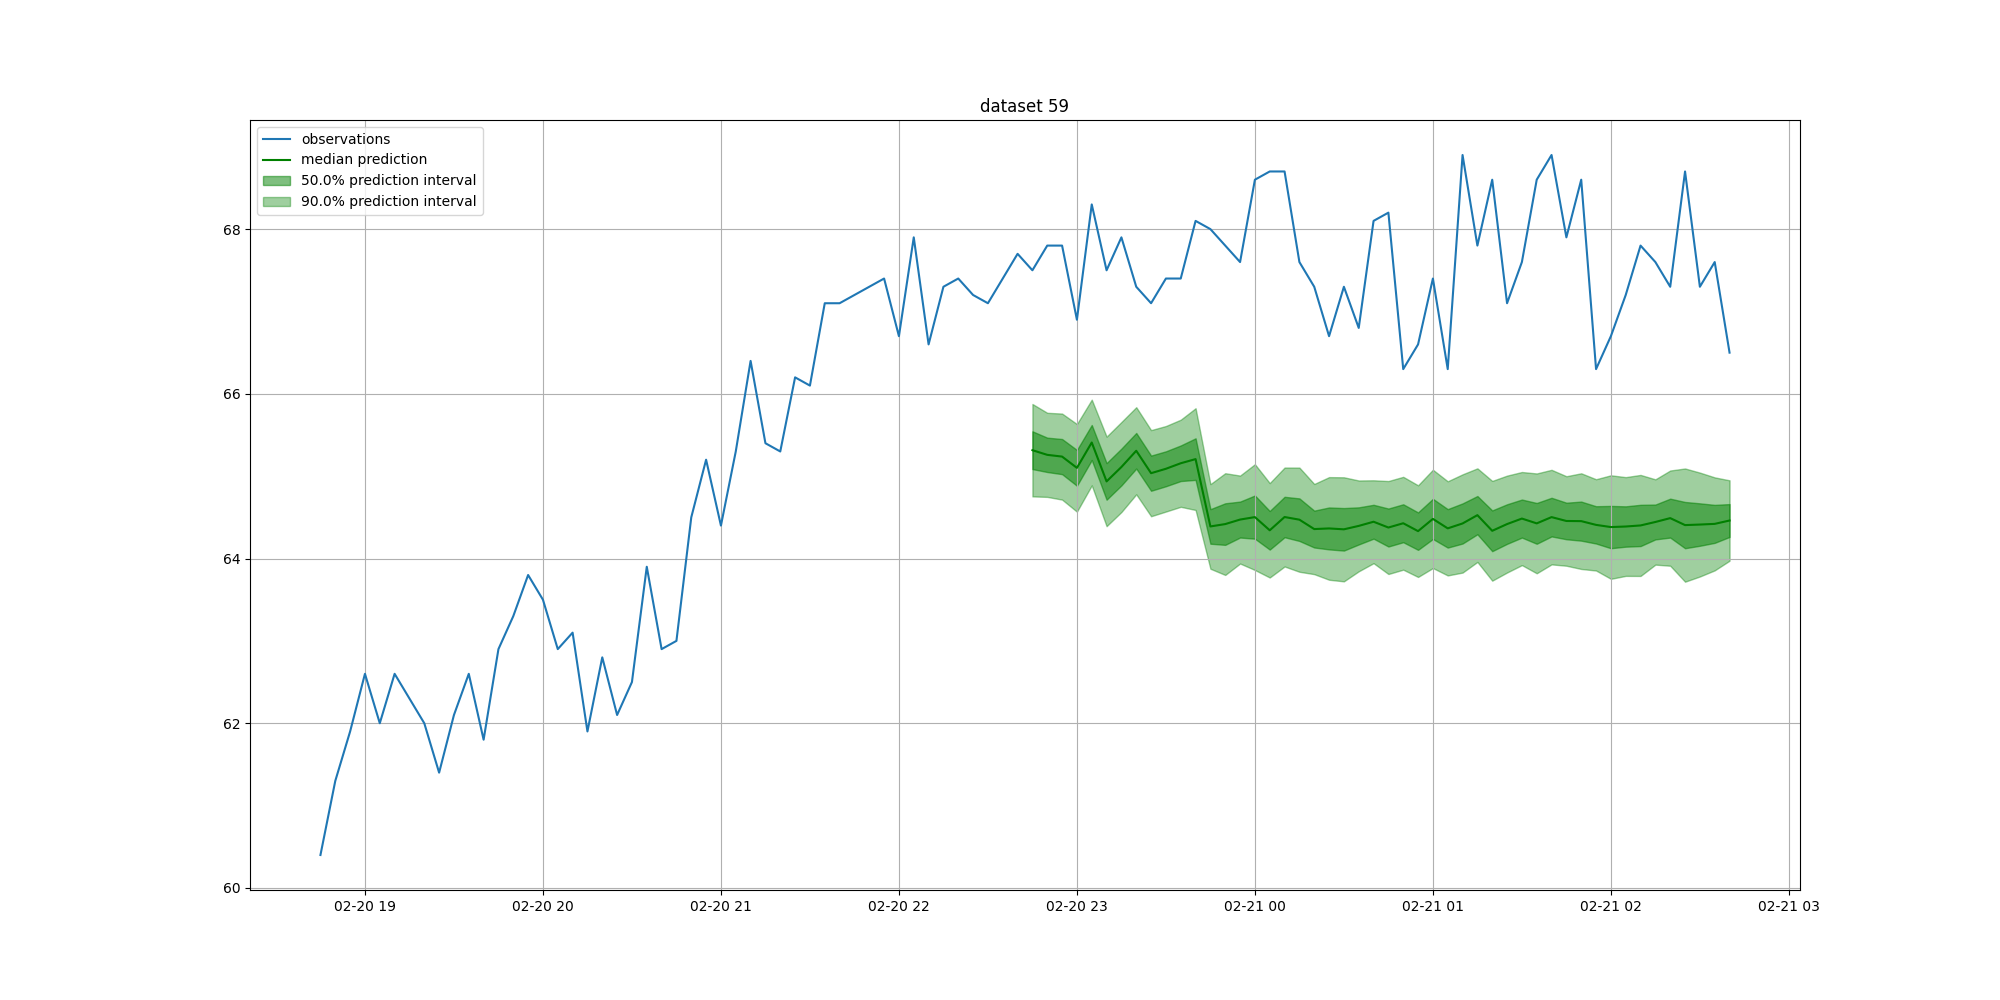 dataset 59
observations
median prediction
50.0% prediction interval
90.0% prediction interval
68
66
64
62
60
02-20 19
02-20 20
02-20 21
02-20 22
02-20 23
02-21 00
02-21 01
02-21 02
02-21 03